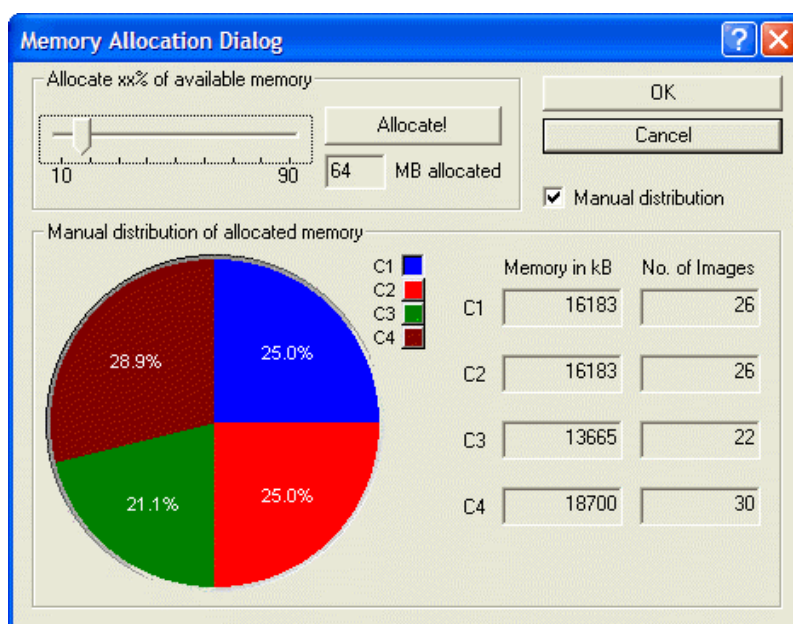 Memory Allocation Dialog
?
Allocate xx% of available memory
10 90
Allocate!
64 MB allocated
OK
Cancel
Manual distribution
Manual distribution of allocated memory
28.9% 25.0%
21.1% 25.0%
C1
C2
C3
C4
Memory in kB No. of Images
C1 16183 26
C2 16183 26
C3 13665 22
C4 18700 30